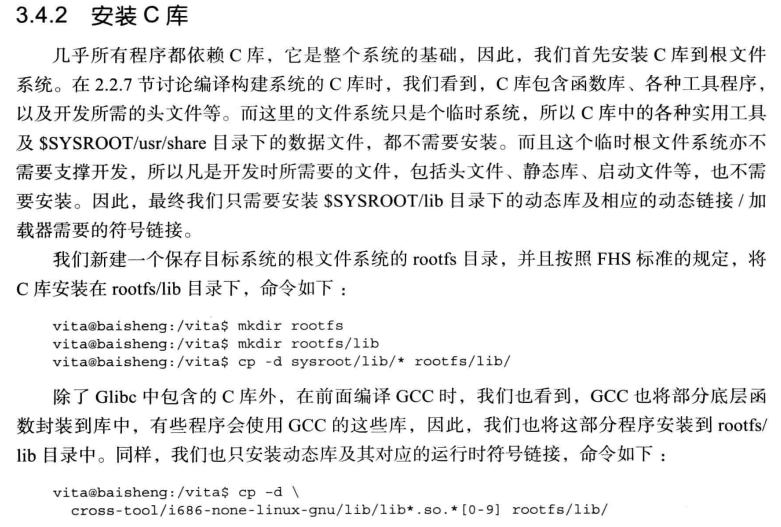 3.4.2 安装 C 库
几乎所有程序都依赖 C 库，它是整个系统的基础，因此，我们首先安装 C 库到根文件
系统。在 2.2.7 节讨论编译构建系统的 C 库时，我们看到，C 库包含函数库、各种工具程序，
以及开发所需的头文件等。而这里的文件系统只是个临时系统，所以 C 库中的各种实用工具
及 $SYSROOT/usr/share 目录下的数据文件，都不需要安装。而且这个临时根文件系统亦不
需要支撑开发，所以凡是开发时所需要的文件，包括头文件、静态库、启动文件等，也不需
要安装。因此，最终我们只需要安装 $SYSROOT/lib 目录下的动态库及相应的动态链接 / 加
载器需要的符号链接。
我们新建一个保存目标系统的根文件系统的 rootfs 目录，并且按照 FHS 标准的规定，将
C 库安装在 rootfs/lib 目录下，命令如下：
vita@baisheng:/vita$ mkdir rootfs
vita@baisheng:/vita$ mkdir rootfs/lib
vita@baisheng:/vita$ cp -d sysroot/lib/* rootfs/lib/
除了 Glibc 中包含的 C 库外，在前面编译 GCC 时，我们也看到，GCC 也将部分底层函
数封装到库中，有些程序会使用 GCC 的这些库，因此，我们也将这部分程序安装到 rootfs/
lib 目录中。同样，我们也只安装动态库及其对应的运行时符号链接，命令如下：
vita@baisheng:/vita$ cp -d \
cross-tool/i686-none-linux-gnu/lib/lib*.so.*[0-9] rootfs/lib/